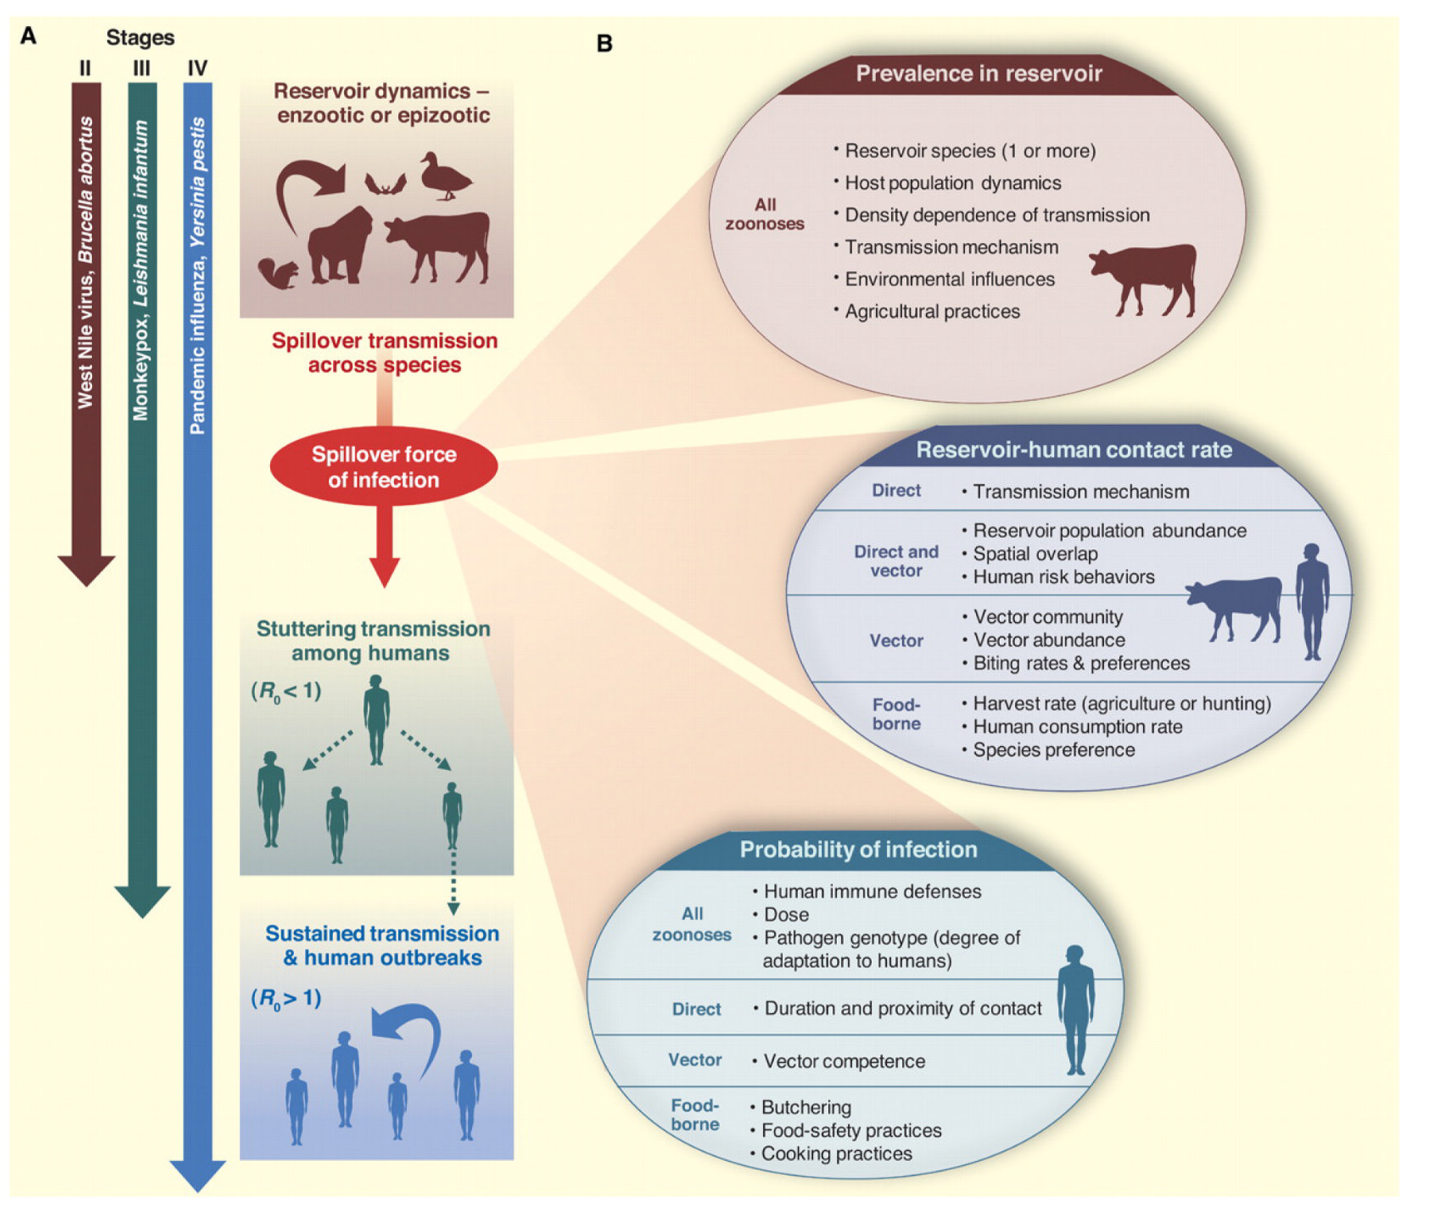 A
Stages
II
III
IV
West Nile virus, Brucella abortus
Monkeypox, Leishmania infantum
Pandemic influenza, Yersinia pestis
Reservoir dynamics –
enzootic or epizootic
Spillover transmission
across species
Spillover force
of infection
Stuttering transmission
among humans
(R0 < 1)
Sustained transmission
& human outbreaks
(R0 > 1)
B
Prevalence in reservoir
All
zoonoses
• Reservoir species (1 or more)
• Host population dynamics
• Density dependence of transmission
• Transmission mechanism
• Environmental influences
• Agricultural practices
Reservoir-human contact rate
Direct
• Transmission mechanism
Direct and
vector
• Reservoir population abundance
• Spatial overlap
• Human risk behaviors
Vector
• Vector community
• Vector abundance
• Biting rates & preferences
Food-
borne
• Harvest rate (agriculture or hunting)
• Human consumption rate
• Species preference
Probability of infection
All
zoonoses
• Human immune defenses
• Dose
• Pathogen genotype (degree of
adaptation to humans)
Direct
• Duration and proximity of contact
Vector
• Vector competence
Food-
borne
• Butchering
• Food-safety practices
• Cooking practices